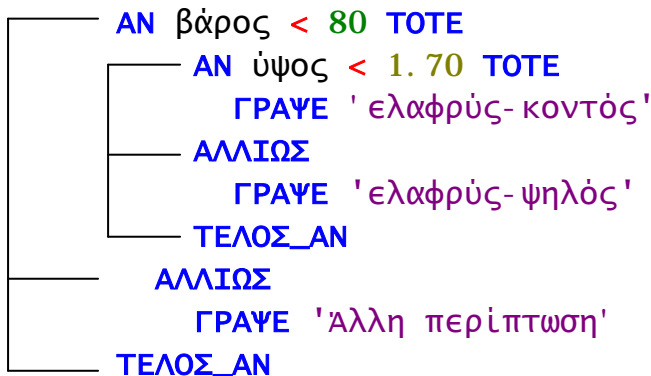 ΑΝ βάρος < 80 ΤΟΤΕ
ΑΝ ύψος < 1.70 ΤΟΤΕ
ΓΡΑΨΕ 'ελαφρύς-κοντός'
ΑΛΛΙΩΣ
ΓΡΑΨΕ 'ελαφρύς-ψηλός'
ΤΕΛΟΣ_ΑΝ
ΑΛΛΙΩΣ
ΓΡΑΨΕ 'Άλλη περίπτωση'
ΤΕΛΟΣ_ΑΝ